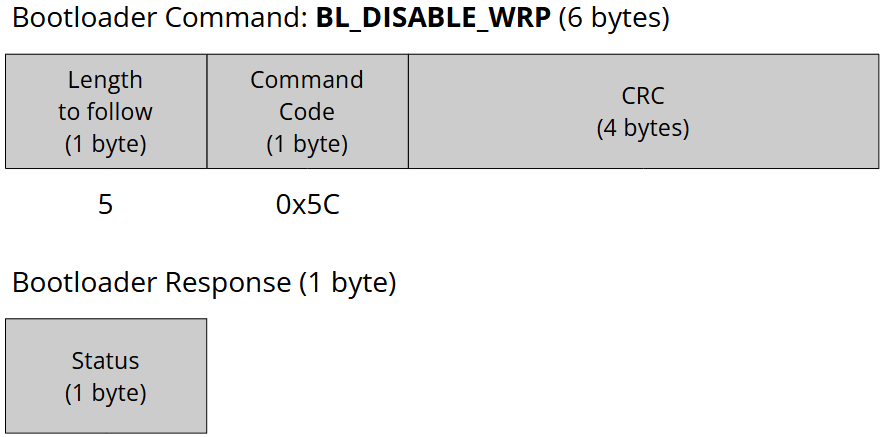 Bootloader Command: BL_DISABLE_WRP (6 bytes)
Length
to follow
(1 byte)
Command
Code
(1 byte)
CRC
(4 bytes)
5
0x5C
Bootloader Response (1 byte)
Status
(1 byte)